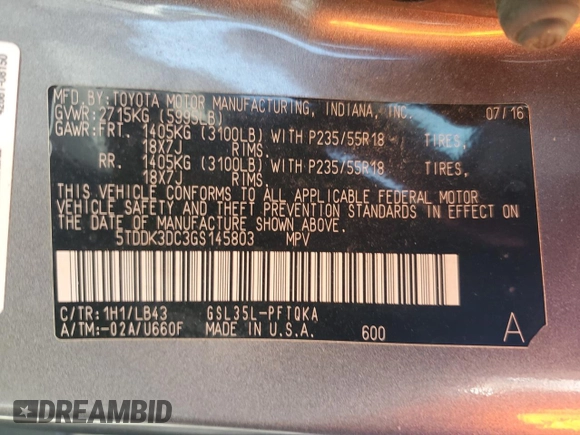 MFD.BY:TOYOTA MOTOR MANUFACTURING, INDIANA, INC. 07/16
GVWR:2715KG (5995LB)
GAWR:FRT. 1405KG (3100LB) WITH P235/55R18 TIRES,
18X7J RIMS,
RR. 1405KG (3100LB) WITH P235/55R18 TIRES,
18X7J RIMS,
THIS VEHICLE CONFORMS TO ALL APPLICABLE FEDERAL MOTOR
VEHICLE SAFETY AND THEFT PREVENTION STANDARDS IN EFFECT ON
THE DATE OF MANUFACTURE SHOWN ABOVE.
5TDDK3DC3GS145803 MPV
C/TR:1H1/LB43 GSL35L-PFTQKA
A/TM:-02A/U660F MADE IN U.S.A. 600 A
DREAMBID
DREAMBID.COM